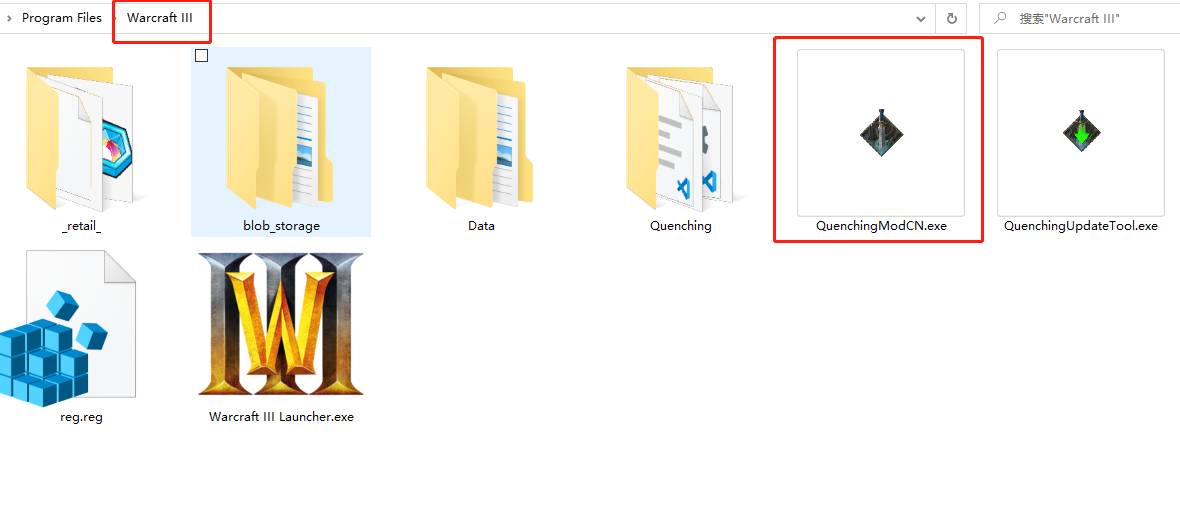 Program Files
Warcraft III
搜索"Warcraft III"
_retail_
blob_storage
Data
Quenching
QuenchingModCN.exe
QuenchingUpdateTool.exe
reg.reg
Warcraft III Launcher.exe